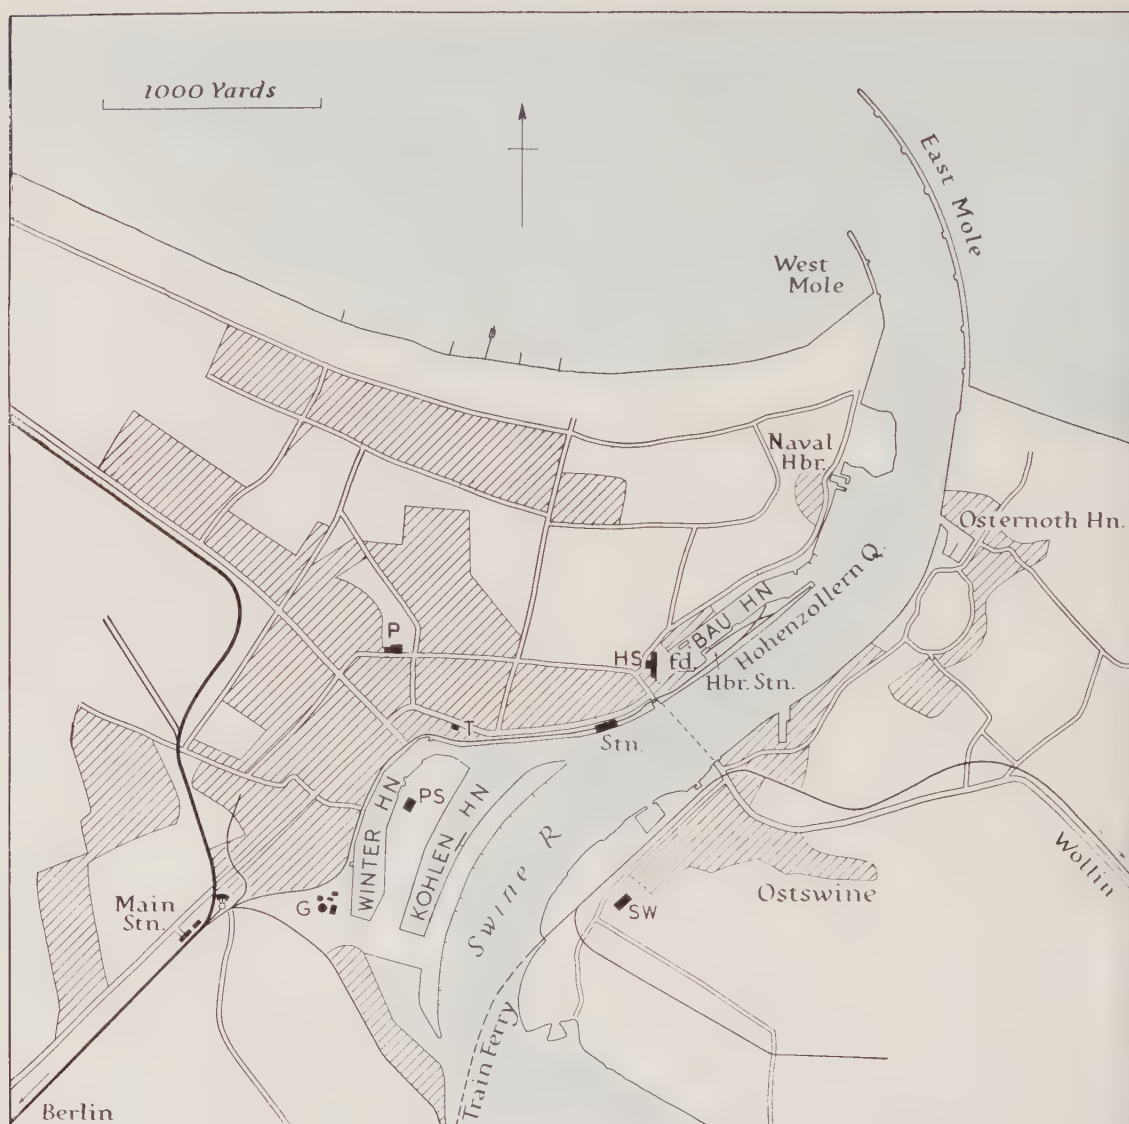 1000 Yards
East Mole
West
Mole
Naval
Hbr.
Osternoth Hn.
Hohenzollern Q.
BAU HN
P
HS
fd.
Hbr. Stn.
T
Stn.
WINTER HN
PS
KOHLEN HN
Swine R
Wollin
Main
Stn.
G
SW
Ostswine
Train Ferry
Berlin